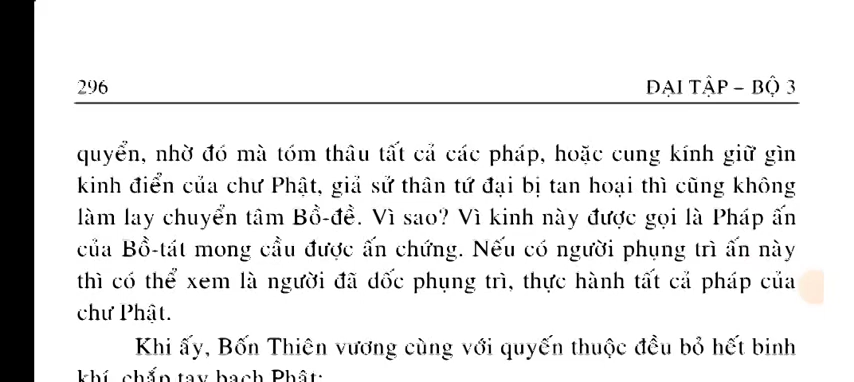 296 ĐẠI TẬP – BỘ 3
quyển, nhờ đó mà tóm thâu tất cả các pháp, hoặc cung kính giữ gìn
kinh điển của chư Phật, giả sử thân tứ đại bị tan hoại thì cũng không
làm lay chuyển tâm Bồ-đề. Vì sao? Vì kinh này được gọi là Pháp ấn
của Bồ-tát mong cầu được ấn chứng. Nếu có người phụng trì ấn này
thì có thể xem là người đã dốc phụng trì, thực hành tất cả pháp của
chư Phật.
Khi ấy, Bốn Thiên vương cùng với quyến thuộc đều bỏ hết binh
khí, chắp tay bạch Phật: